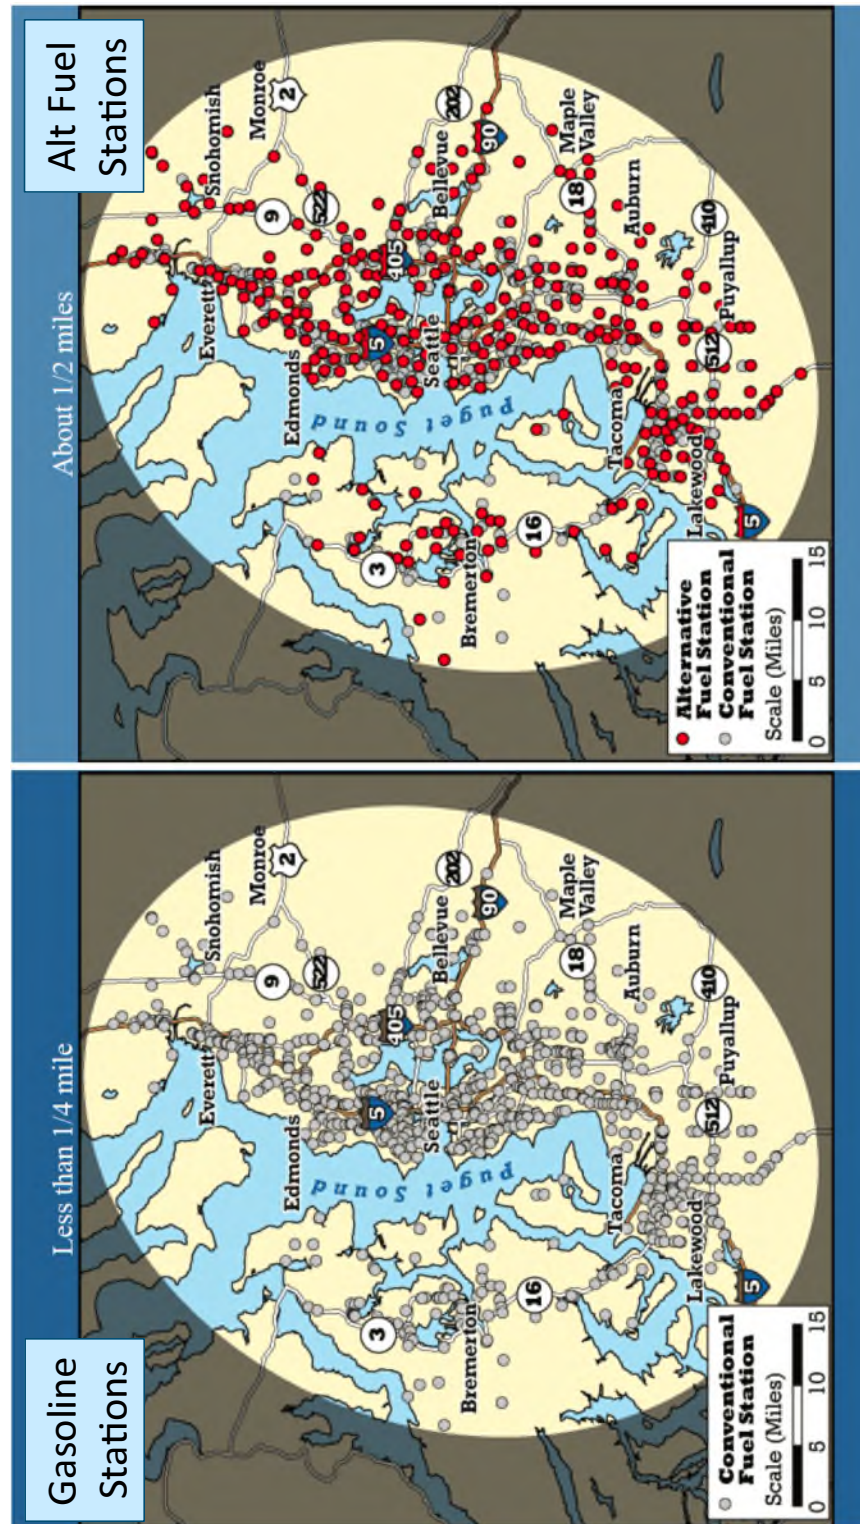 Gasoline
Stations
Less than 1/4 mile
Everett
Snohomish
Monroe
2
9
522
Edmonds
5
405
202
Puget Sound
Seattle
Bellevue
90
3
Bremerton
16
18
Maple
Valley
Tacoma
Auburn
Lakewood
512
Puyallup
410
5
Conventional
Fuel Station
Scale (Miles)
0 5 10 15
Alt Fuel
Stations
About 1/2 miles
Everett
Snohomish
Monroe
2
9
522
Edmonds
5
405
202
Puget Sound
Seattle
Bellevue
90
3
Bremerton
16
18
Maple
Valley
Tacoma
Auburn
Lakewood
512
Puyallup
410
5
Alternative
Fuel Station
Conventional
Fuel Station
Scale (Miles)
0 5 10 15